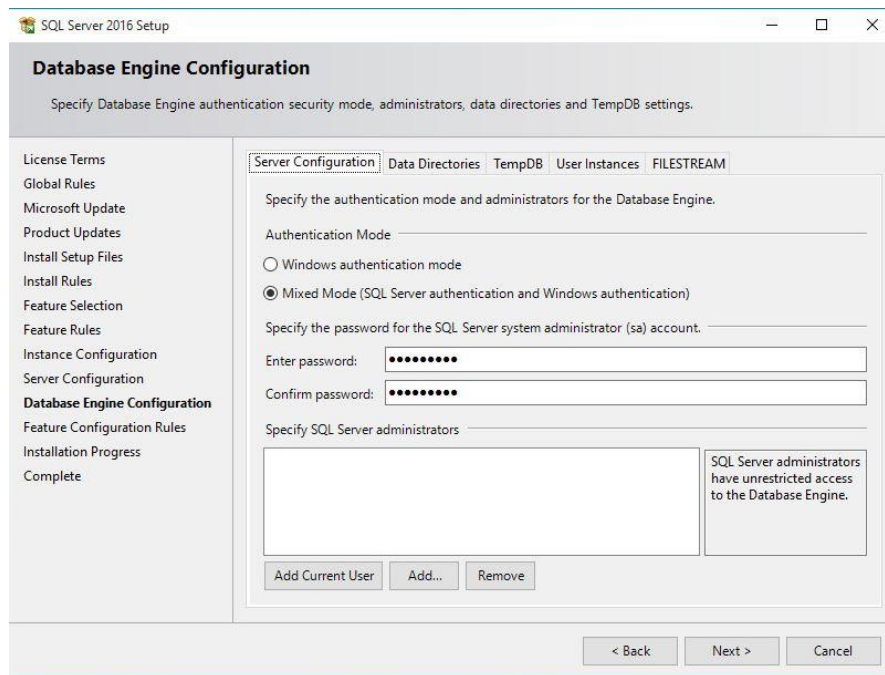 SQL Server 2016 Setup
Database Engine Configuration
Specify Database Engine authentication security mode, administrators, data directories and TempDB settings.
License Terms
Global Rules
Microsoft Update
Product Updates
Install Setup Files
Install Rules
Feature Selection
Feature Rules
Instance Configuration
Server Configuration
Database Engine Configuration
Feature Configuration Rules
Installation Progress
Complete
Server Configuration Data Directories TempDB User Instances FILESTREAM
Specify the authentication mode and administrators for the Database Engine.
Authentication Mode
Windows authentication mode
Mixed Mode (SQL Server authentication and Windows authentication)
Specify the password for the SQL Server system administrator (sa) account.
Enter password: ●●●●●●●●●
Confirm password: ●●●●●●●●●
Specify SQL Server administrators
SQL Server administrators
have unrestricted access
to the Database Engine.
Add Current User Add... Remove
< Back Next > Cancel